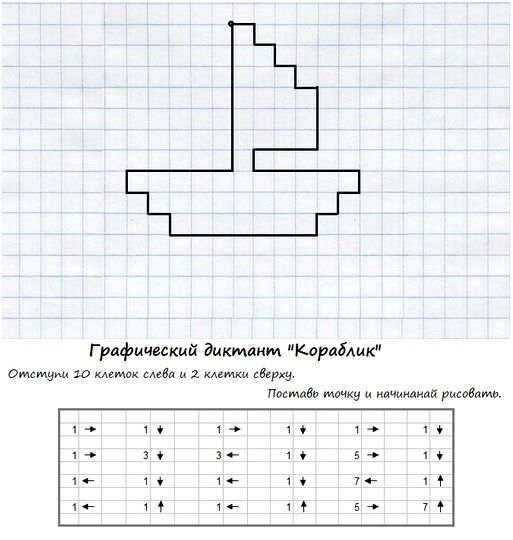 Графический диктант "Кораблик"
Отступи 10 клеток слева и 2 клетки сверху.
Поставь точку и начинанай рисовать.
1 → 1 ↓ 1 → 1 ↓ 1 → 1 ↓
1 → 3 ↓ 3 ← 1 ↓ 5 → 1 ↓
1 ← 1 ↓ 1 ← 1 ↓ 7 ← 1 ↑
1 ← 1 ↑ 1 ← 1 ↑ 5 → 7 ↑